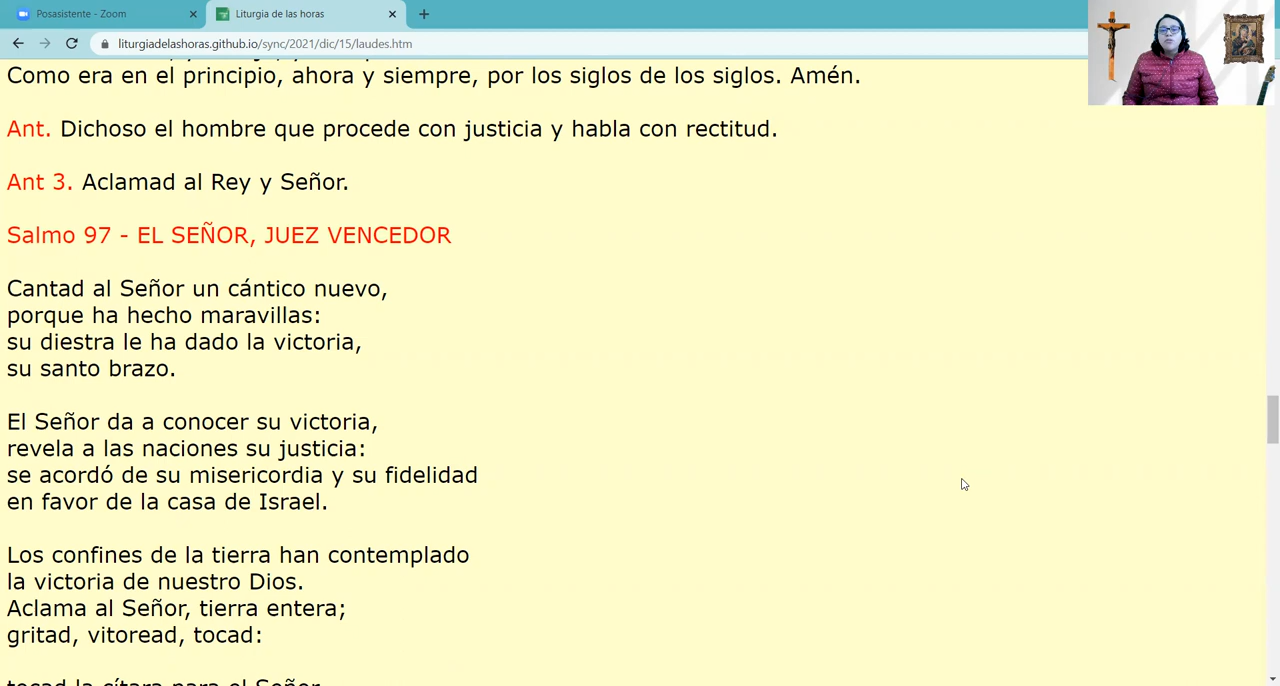 Posasistente - Zoom
Liturgia de las horas
liturgiadelashoras.github.io/sync/2021/dic/15/laudes.htm
Como era en el principio, ahora y siempre, por los siglos de los siglos. Amén.
Ant. Dichoso el hombre que procede con justicia y habla con rectitud.
Ant 3. Aclamad al Rey y Señor.
Salmo 97 - EL SEÑOR, JUEZ VENCEDOR
Cantad al Señor un cántico nuevo,
porque ha hecho maravillas:
su diestra le ha dado la victoria,
su santo brazo.
El Señor da a conocer su victoria,
revela a las naciones su justicia:
se acordó de su misericordia y su fidelidad
en favor de la casa de Israel.
Los confines de la tierra han contemplado
la victoria de nuestro Dios.
Aclama al Señor, tierra entera;
gritad, vitoread, tocad:
tocad la cítara para el Señor